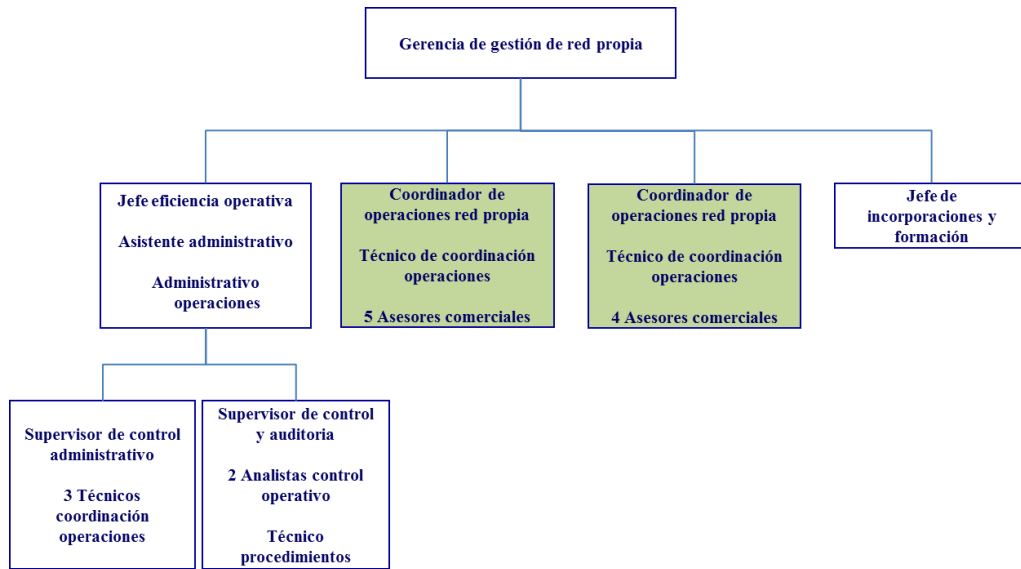 Gerencia de gestión de red propia
Jefe eficiencia operativa
Asistente administrativo
Administrativo
operaciones
Coordinador de
operaciones red propia
Técnico de coordinación
operaciones
5 Asesores comerciales
Coordinador de
operaciones red propia
Técnico de coordinación
operaciones
4 Asesores comerciales
Jefe de
incorporaciones y
formación
Supervisor de control
administrativo
3 Técnicos
coordinación
operaciones
Supervisor de control
y auditoria
2 Analistas control
operativo
Técnico
procedimientos